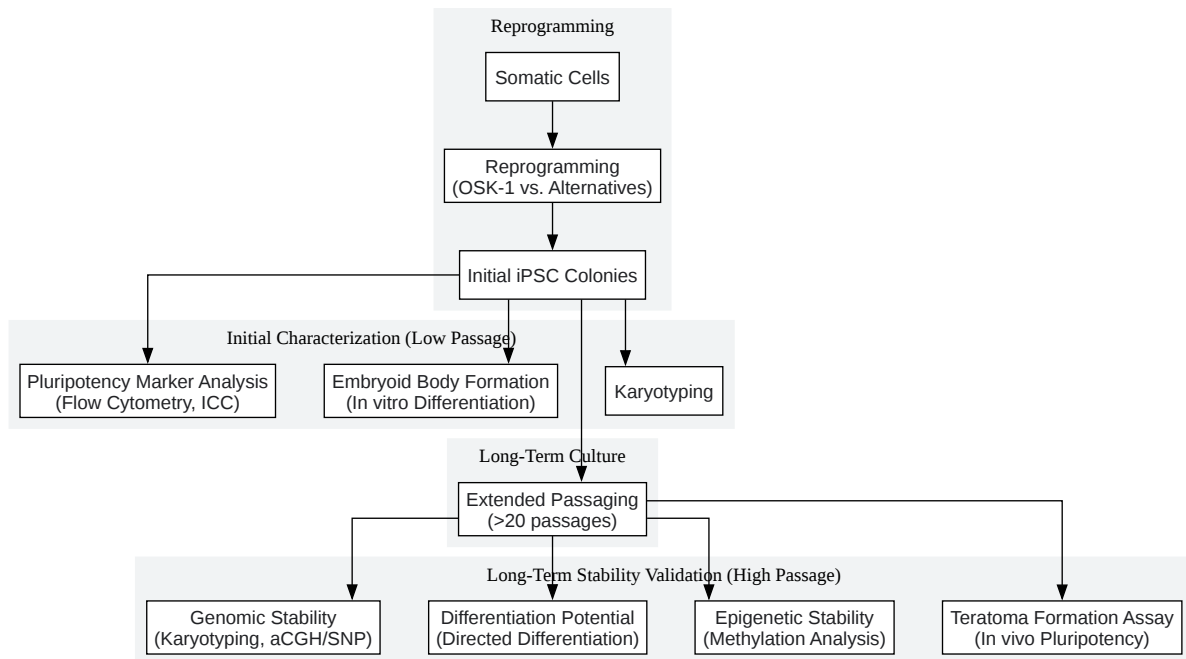 Reprogramming
Somatic Cells
Reprogramming
(OSK-1 vs. Alternatives)
Initial iPSC Colonies
Initial Characterization (Low Passage)
Pluripotency Marker Analysis
(Flow Cytometry, ICC)
Embryoid Body Formation
(In vitro Differentiation)
Karyotyping
Long-Term Culture
Extended Passaging
(>20 passages)
Long-Term Stability Validation (High Passage)
Genomic Stability
(Karyotyping, aCGH/SNP)
Differentiation Potential
(Directed Differentiation)
Epigenetic Stability
(Methylation Analysis)
Teratoma Formation Assay
(In vivo Pluripotency)